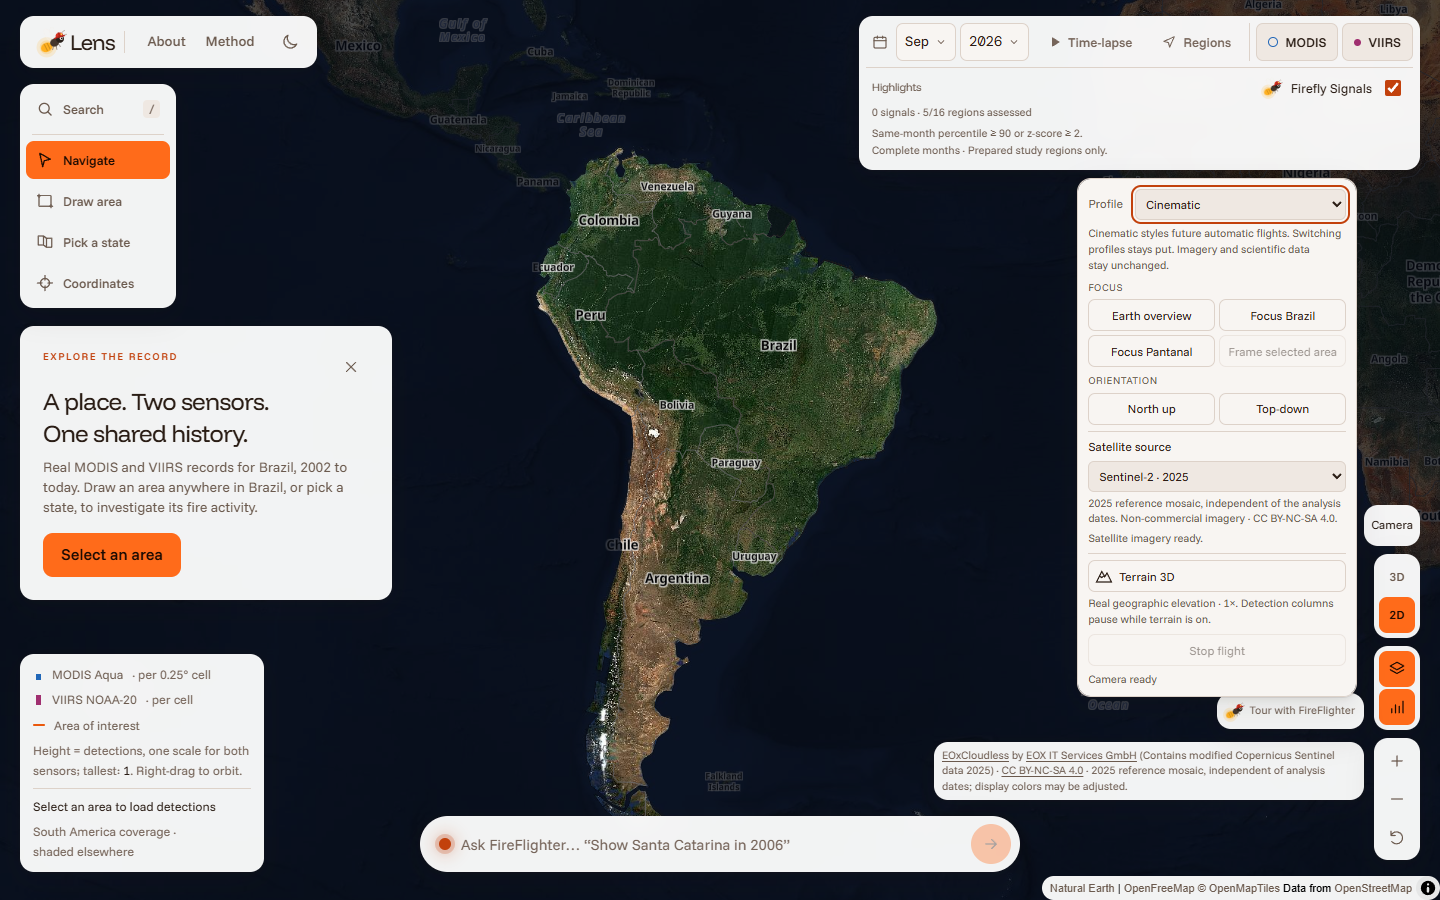 Lens
About
Method
Search
/
Navigate
Draw area
Pick a state
Coordinates
EXPLORE THE RECORD
A place. Two sensors.
One shared history.
Real MODIS and VIIRS records for Brazil, 2002 to
today. Draw an area anywhere in Brazil, or pick a
state, to investigate its fire activity.
Select an area
MODIS Aqua · per 0.25° cell
VIIRS NOAA-20 · per cell
Area of interest
Height = detections, one scale for both
sensors; tallest: 1. Right-drag to orbit.
Select an area to load detections
South America coverage ·
shaded elsewhere
Gulf of
Mexico
Mexico
Cuba
Dominican
Republic
Jamaica
Guatemala
Caribbean
Sea
Nicaragua
Panama
Venezuela
Guyana
Colombia
Ecuador
Peru
Brazil
Bolivia
Paraguay
Chile
Uruguay
Argentina
Falkland
Islands
Ocean
Algeria
Libya
Nigeria
Angola
Namibia
Sep
2026
Time-lapse
Regions
MODIS
VIIRS
Highlights
Firefly Signals
0 signals · 5/16 regions assessed
Same-month percentile ≥ 90 or z-score ≥ 2.
Complete months · Prepared study regions only.
Profile
Cinematic
Cinematic styles future automatic flights. Switching
profiles stays put. Imagery and scientific data
stay unchanged.
FOCUS
Earth overview
Focus Brazil
Focus Pantanal
Frame selected area
ORIENTATION
North up
Top-down
Satellite source
Sentinel-2 · 2025
2025 reference mosaic, independent of the analysis
dates. Non-commercial imagery · CC BY-NC-SA 4.0.
Satellite imagery ready.
Terrain 3D
Real geographic elevation · 1×. Detection columns
pause while terrain is on.
Stop flight
Camera ready
Camera
3D
2D
Tour with FireFlighter
EOxCloudless by EOX IT Services GmbH (Contains modified Copernicus Sentinel
data 2025) · CC BY-NC-SA 4.0 · 2025 reference mosaic, independent of analysis
dates; display colors may be adjusted.
Ask FireFlighter… “Show Santa Catarina in 2006”
Natural Earth | OpenFreeMap © OpenMapTiles Data from OpenStreetMap